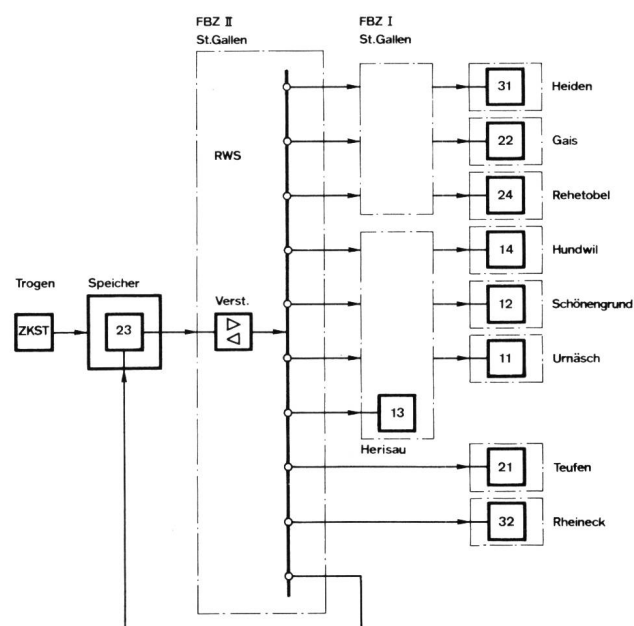 FBZ II
St.Gallen
FBZ I
St.Gallen
RWS
31
Heiden
22
Gais
24
Rehetobel
14
Hundwil
Trogen
Speicher
Verst.
12
Schönengrund
ZKST
23
11
Urnäsch
13
Herisau
21
Teufen
32
Rheineck